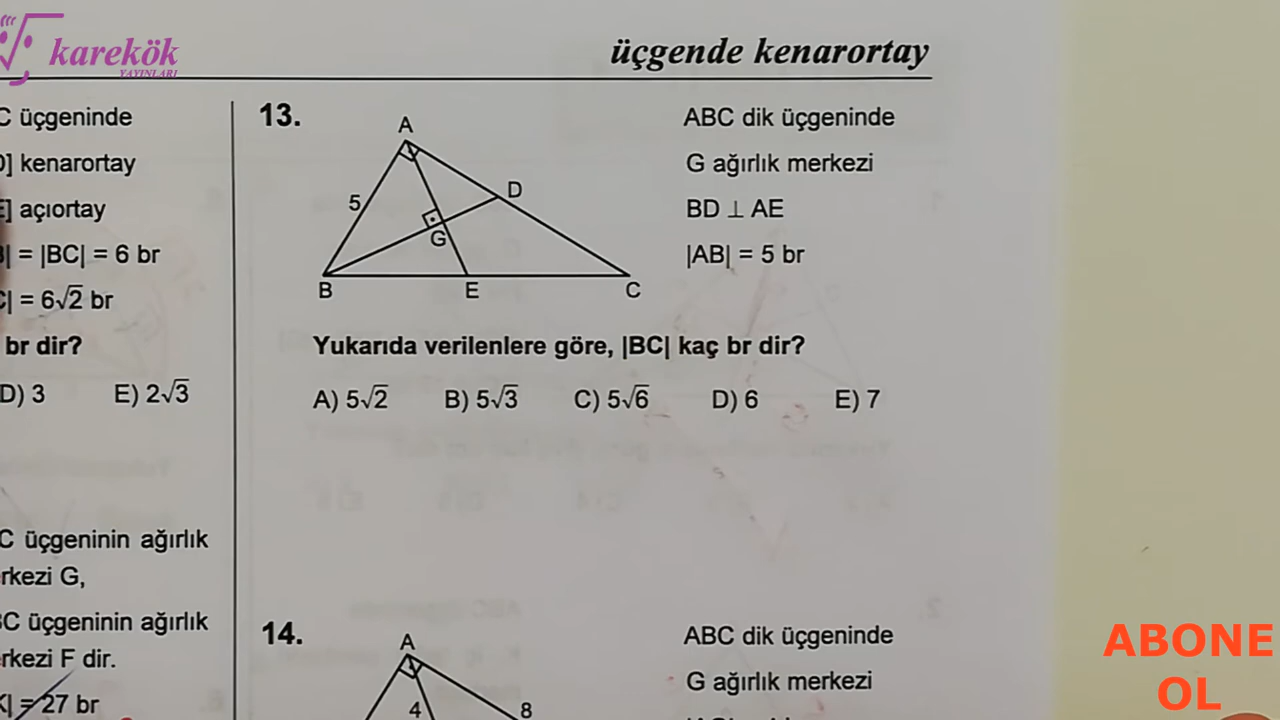 karekök
YAYINLARI
üçgende kenarortay
C üçgeninde
D] kenarortay
E] açıortay
B| = |BC| = 6 br
C| = 6√2 br
br dir?
D) 3 E) 2√3
C üçgeninin ağırlık
rkezi G,
BC üçgeninin ağırlık
rkezi F dir.
K| = 27 br
13.
A
5
D
G
B E C
ABC dik üçgeninde
G ağırlık merkezi
BD ⊥ AE
|AB| = 5 br
Yukarıda verilenlere göre, |BC| kaç br dir?
A) 5√2 B) 5√3 C) 5√6 D) 6 E) 7
14.
A
4 8
ABC dik üçgeninde
G ağırlık merkezi
ABONE
OL